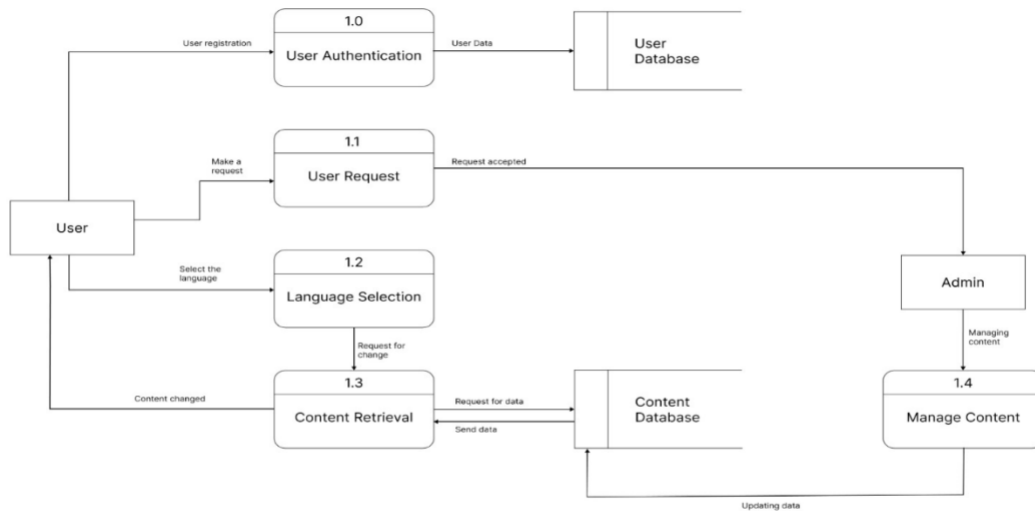 1.0
User registration
User Authentication
User Data
User
Database
1.1
Make a
request
User Request
Request accepted
User
1.2
Select the
language
Language Selection
Admin
Request for
change
Managing
content
1.3
Content changed
Content Retrieval
Request for data
Send data
Content
Database
1.4
Manage Content
Updating data